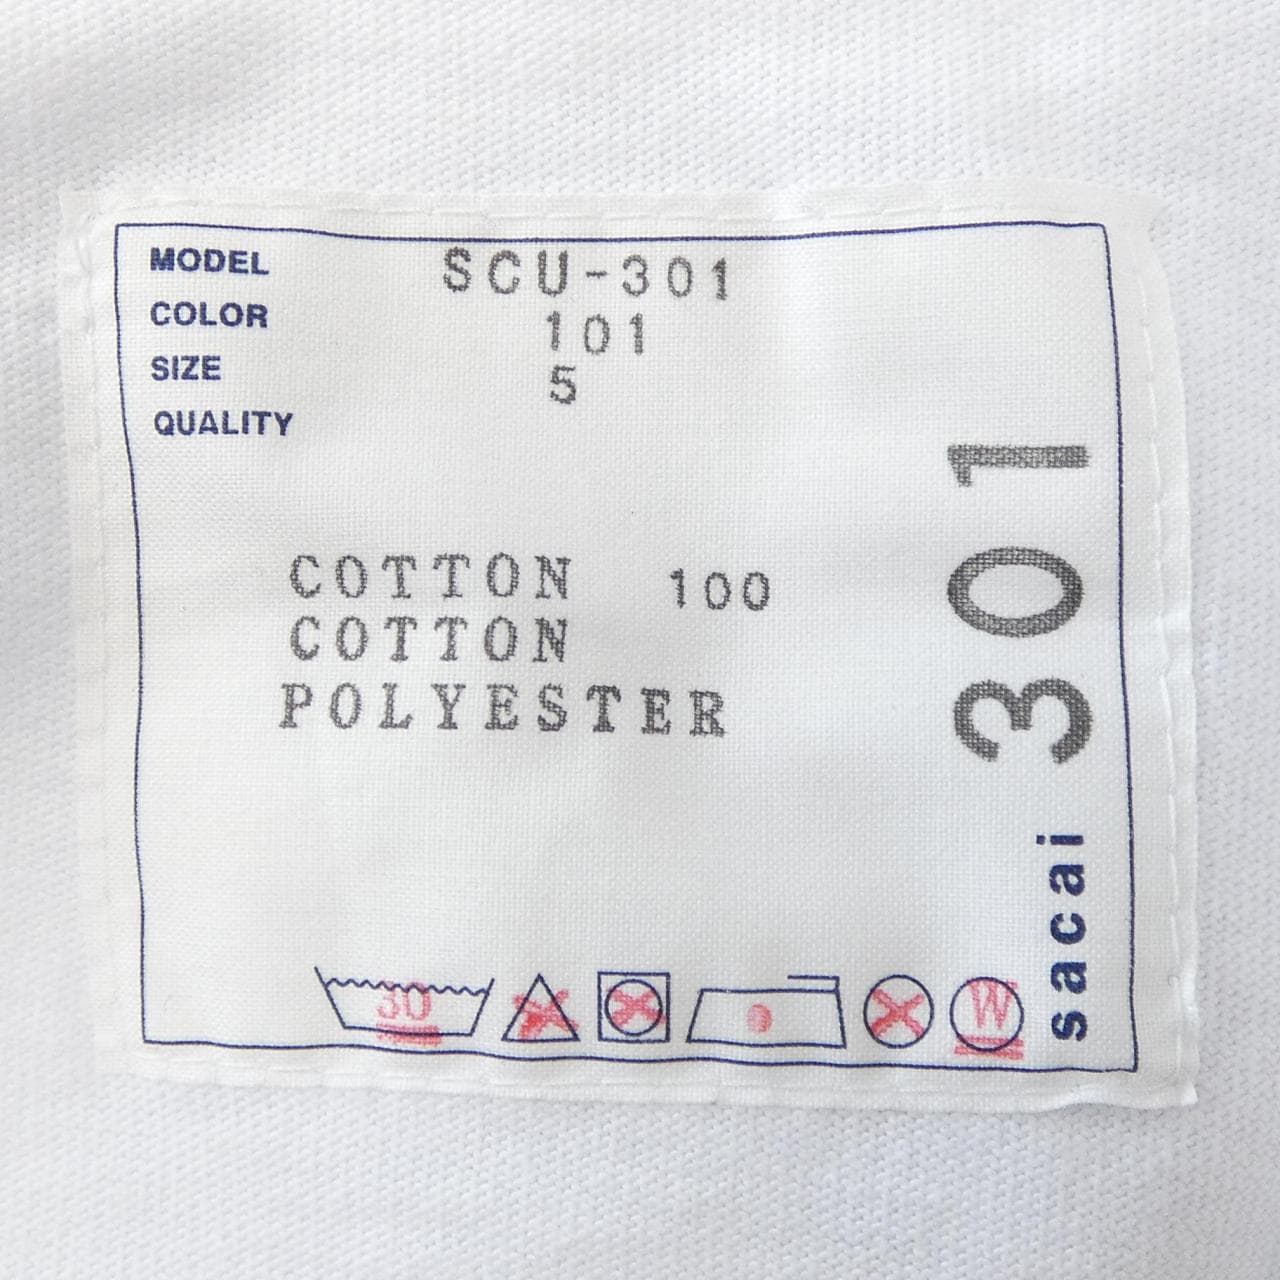 MODEL SCU-301
COLOR 101
SIZE 5
QUALITY
COTTON 100
COTTON
POLYESTER
30
W
sacai 301